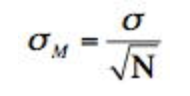 σ_M = σ / √N